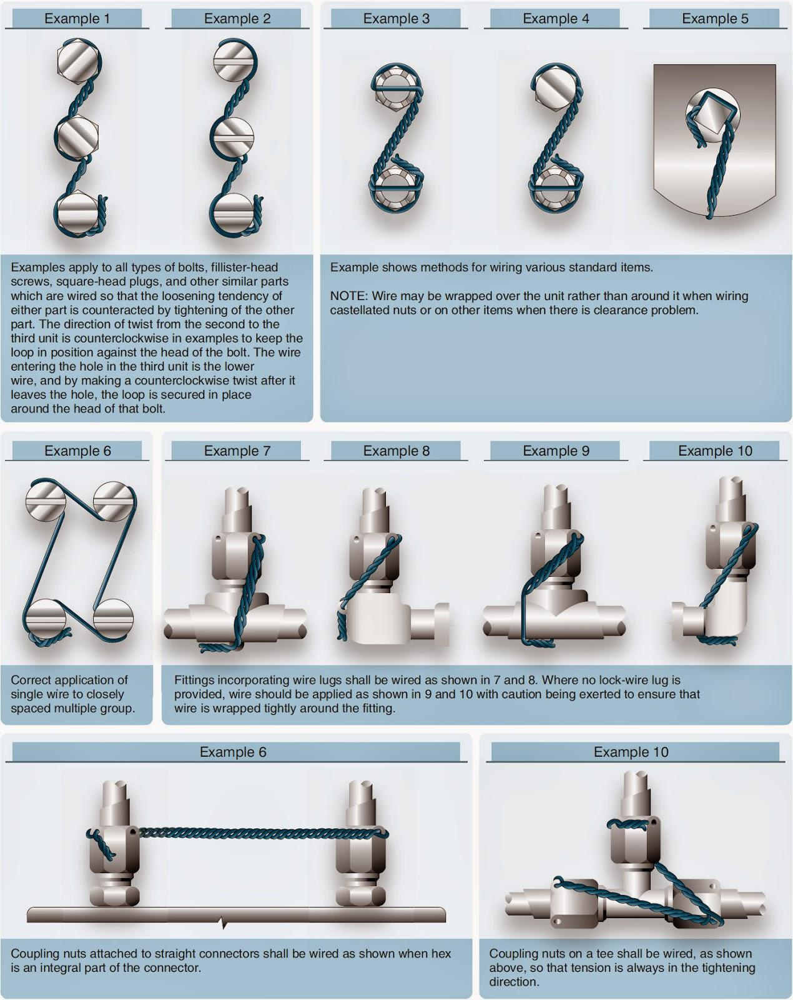 Example 1
Example 2
Examples apply to all types of bolts, fillister-head
screws, square-head plugs, and other similar parts
which are wired so that the loosening tendency of
either part is counteracted by tightening of the other
part. The direction of twist from the second to the
third unit is counterclockwise in examples to keep the
loop in position against the head of the bolt. The wire
entering the hole in the third unit is the lower
wire, and by making a counterclockwise twist after it
leaves the hole, the loop is secured in place
around the head of that bolt.
Example 3
Example 4
Example 5
Example shows methods for wiring various standard items.
NOTE: Wire may be wrapped over the unit rather than around it when wiring
castellated nuts or on other items when there is clearance problem.
Example 6
Correct application of
single wire to closely
spaced multiple group.
Example 7
Example 8
Example 9
Example 10
Fittings incorporating wire lugs shall be wired as shown in 7 and 8. Where no lock-wire lug is
provided, wire should be applied as shown in 9 and 10 with caution being exerted to ensure that
wire is wrapped tightly around the fitting.
Example 6
Coupling nuts attached to straight connectors shall be wired as shown when hex
is an integral part of the connector.
Example 10
Coupling nuts on a tee shall be wired, as shown
above, so that tension is always in the tightening
direction.